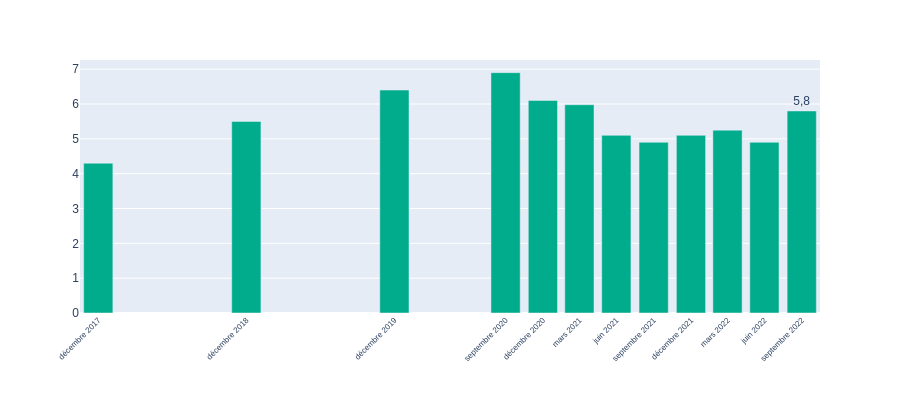 7
6
5
4
3
2
1
0
5,8
décembre 2017
décembre 2018
décembre 2019
septembre 2020
décembre 2020
mars 2021
juin 2021
septembre 2021
décembre 2021
mars 2022
juin 2022
septembre 2022